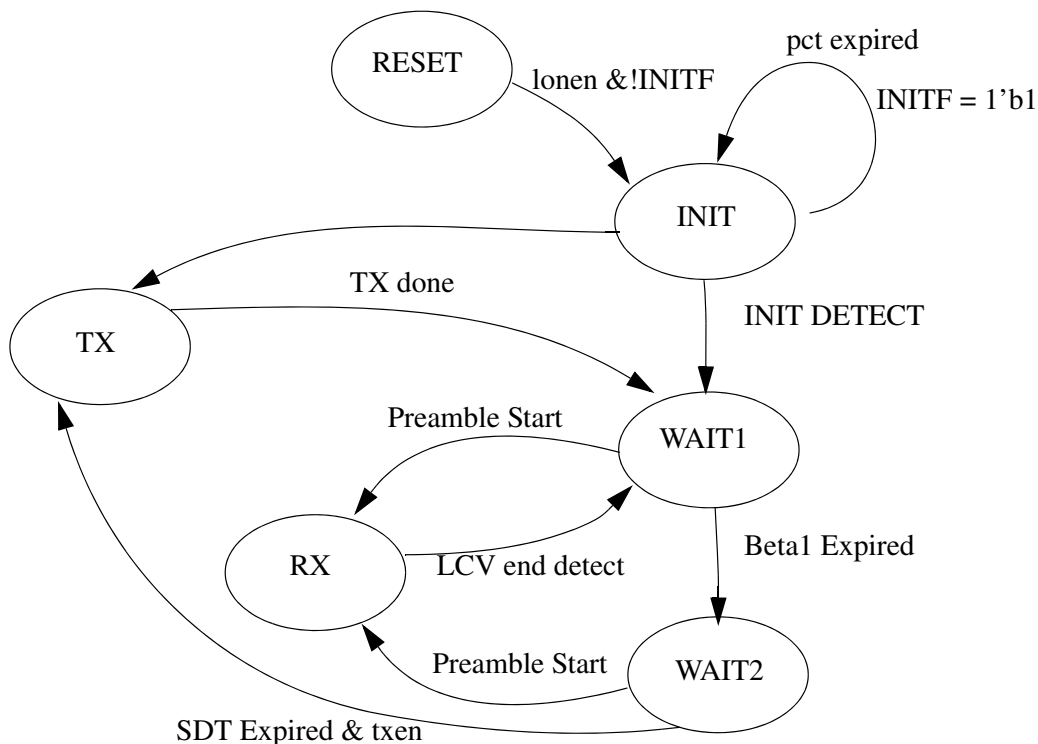 pct expired
RESET
lonen &!INITF
INITF = 1’b1
INIT
TX done
INIT DETECT
TX
Preamble Start
WAIT1
Beta1 Expired
RX
LCV end detect
Preamble Start
WAIT2
SDT Expired & txen